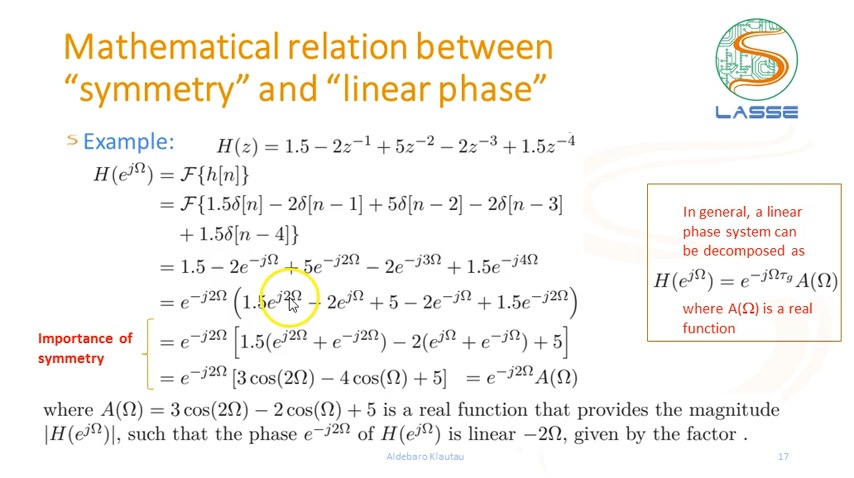 Mathematical relation between
"symmetry" and "linear phase"
LASSE
Example: H(z) = 1.5 − 2z⁻¹ + 5z⁻² − 2z⁻³ + 1.5z⁻⁴
H(e^{jΩ}) = ℱ{h[n]}
= ℱ{1.5δ[n] − 2δ[n − 1] + 5δ[n − 2] − 2δ[n − 3]
+ 1.5δ[n − 4]}
= 1.5 − 2e^{−jΩ} + 5e^{−j2Ω} − 2e^{−j3Ω} + 1.5e^{−j4Ω}
= e^{−j2Ω} (1.5e^{j2Ω} − 2e^{jΩ} + 5 − 2e^{−jΩ} + 1.5e^{−j2Ω})
= e^{−j2Ω} [1.5(e^{j2Ω} + e^{−j2Ω}) − 2(e^{jΩ} + e^{−jΩ}) + 5]
= e^{−j2Ω} [3 cos(2Ω) − 4 cos(Ω) + 5] = e^{−j2Ω}A(Ω)
Importance of
symmetry
In general, a linear
phase system can
be decomposed as
H(e^{jΩ}) = e^{−jΩτ_g} A(Ω)
where A(Ω) is a real
function
where A(Ω) = 3 cos(2Ω) − 2 cos(Ω) + 5 is a real function that provides the magnitude
|H(e^{jΩ})|, such that the phase e^{−j2Ω} of H(e^{jΩ}) is linear −2Ω, given by the factor .
Aldebaro Klautau
17